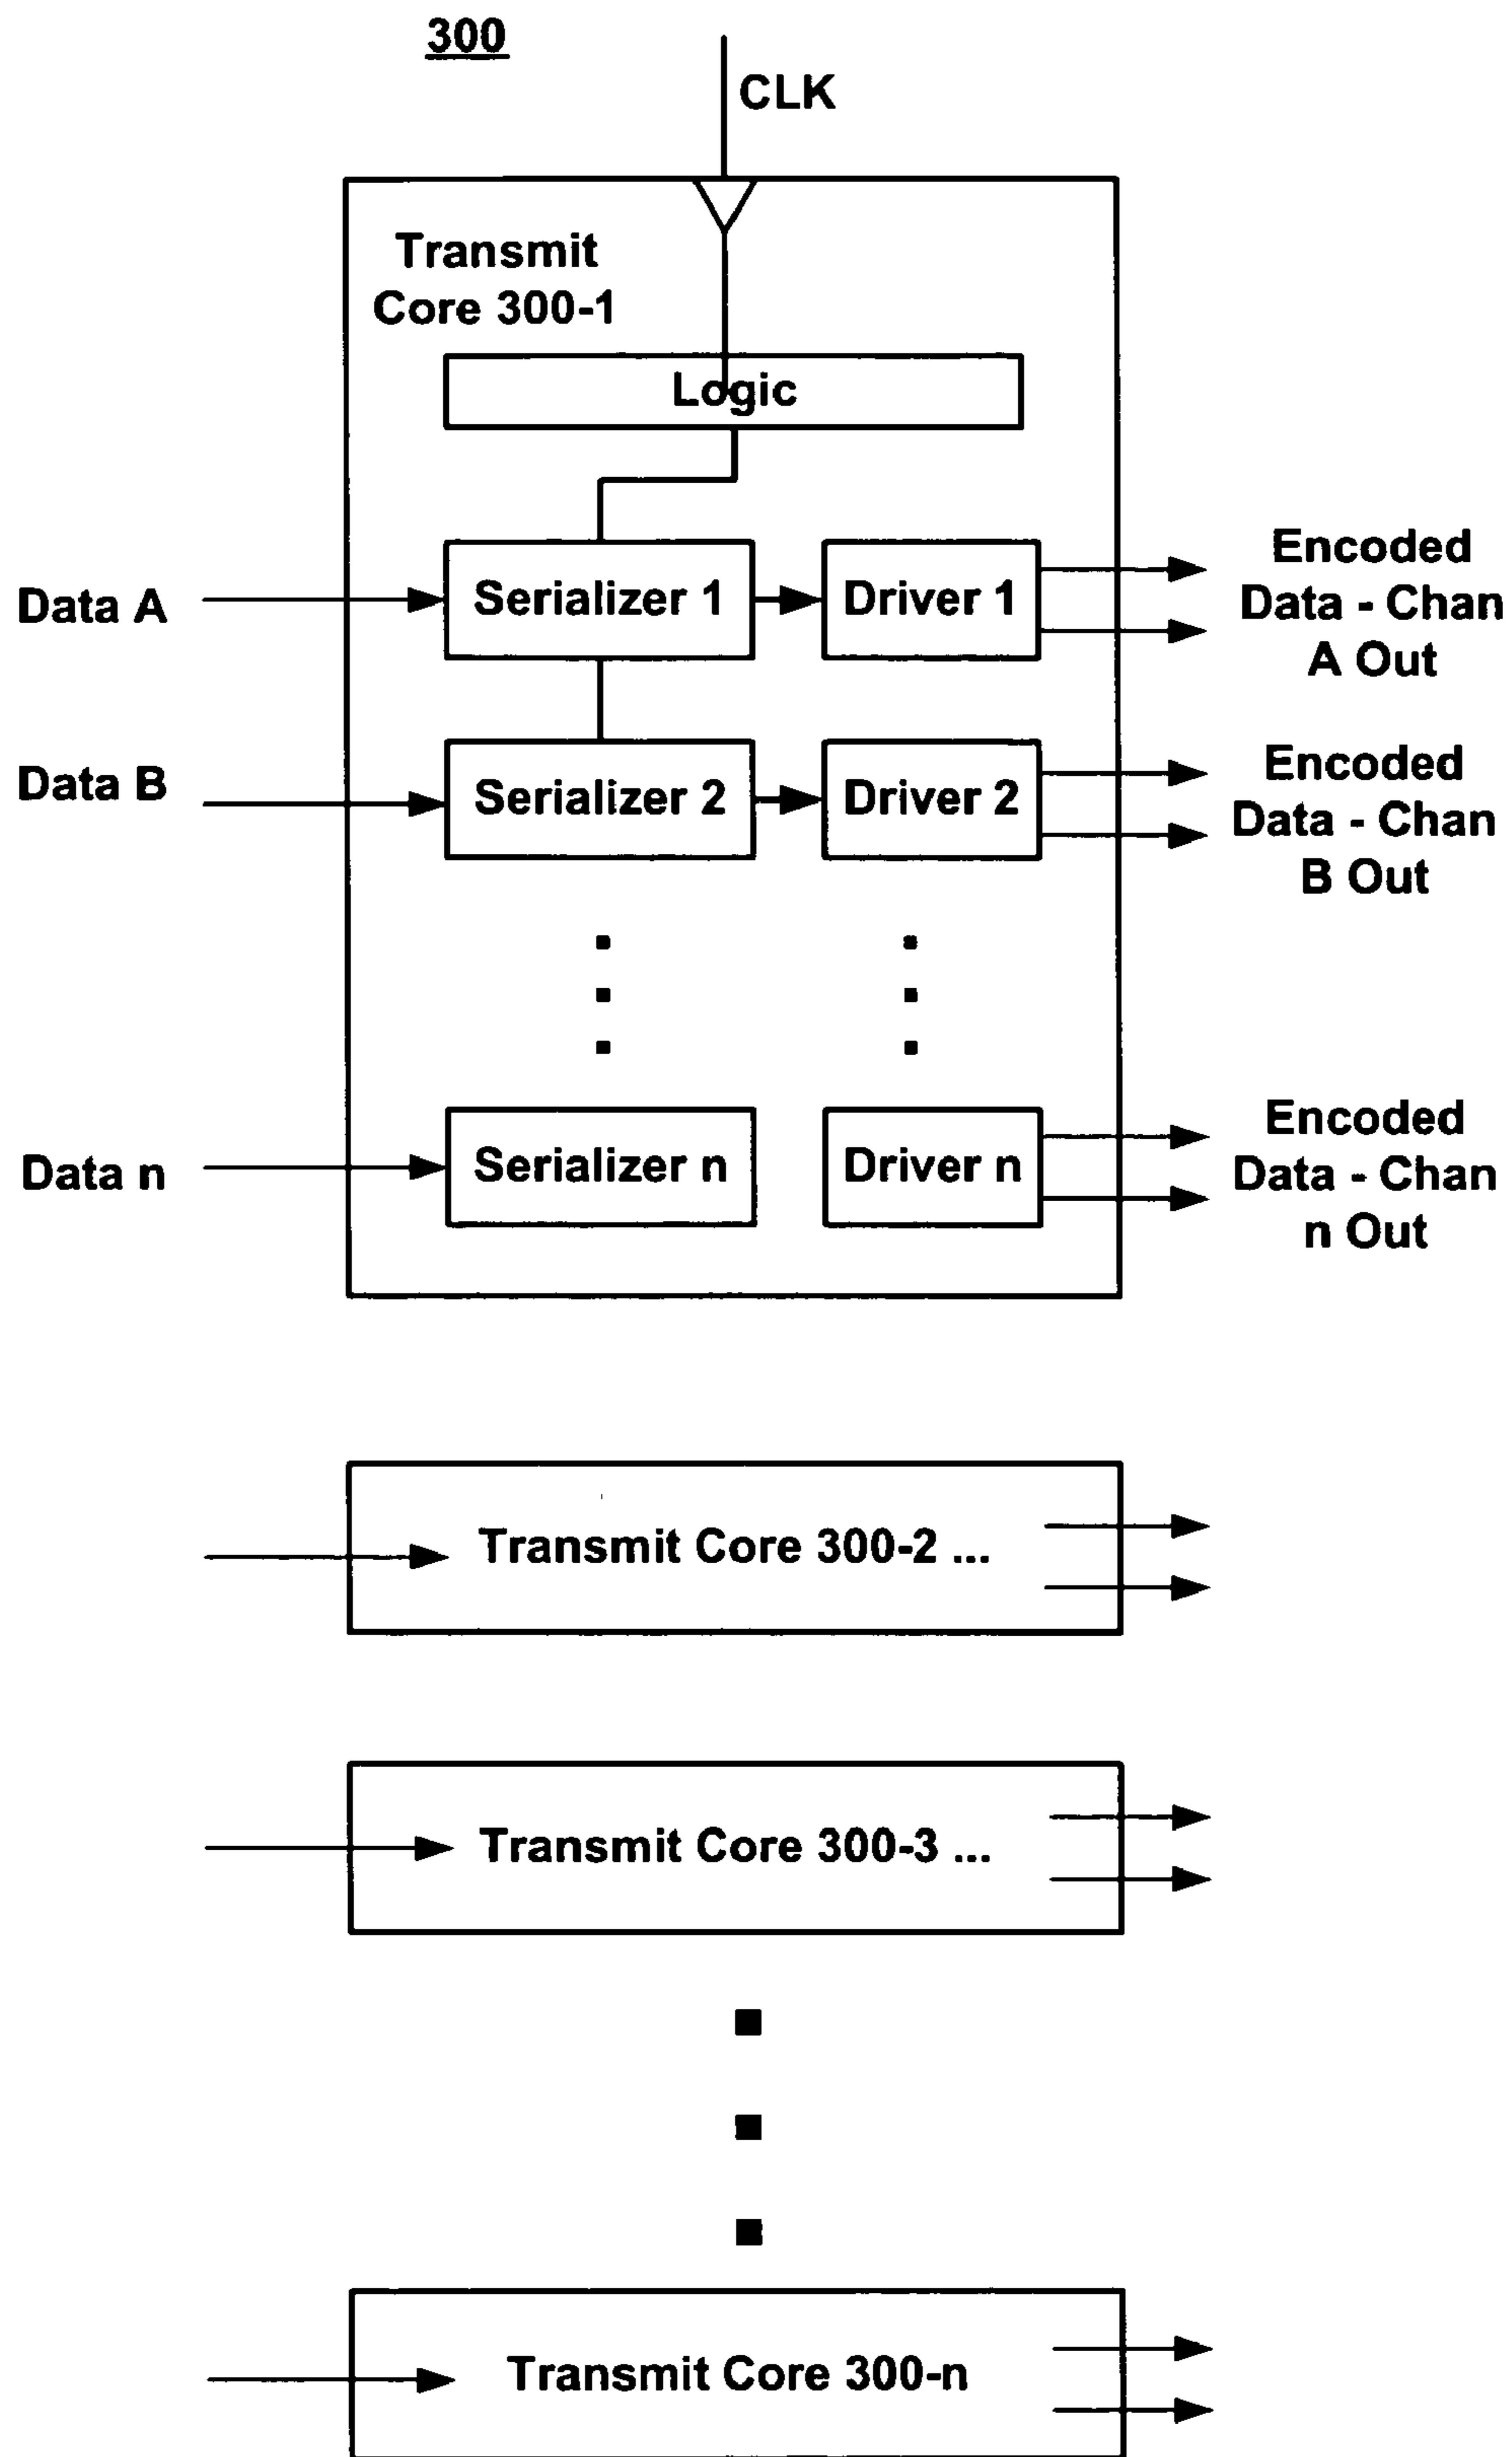 300
CLK
Transmit
Core 300-1
Logic
Data A
Serializer 1
Driver 1
Encoded
Data - Chan
A Out
Data B
Serializer 2
Driver 2
Encoded
Data - Chan
B Out
Data n
Serializer n
Driver n
Encoded
Data - Chan
n Out
Transmit Core 300-2 ...
Transmit Core 300-3 ...
Transmit Core 300-n